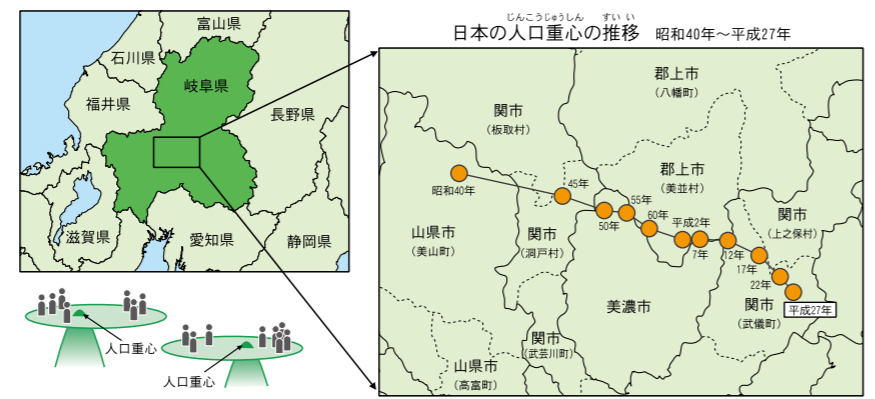 じんこうじゅうしん すい い
日本の人口重心の推移 昭和40年～平成27年
富山県
石川県
岐阜県
福井県
長野県
滋賀県
愛知県
静岡県
人口重心
人口重心
郡上市
（八幡町）
関市
（板取村）
郡上市
（美並村）
昭和40年
45年
50年
55年
60年
平成2年
7年
12年
17年
22年
平成27年
関市
（上之保村）
山県市
（美山町）
関市
（洞戸村）
美濃市
関市
（武儀町）
関市
（武芸川町）
山県市
（高富町）